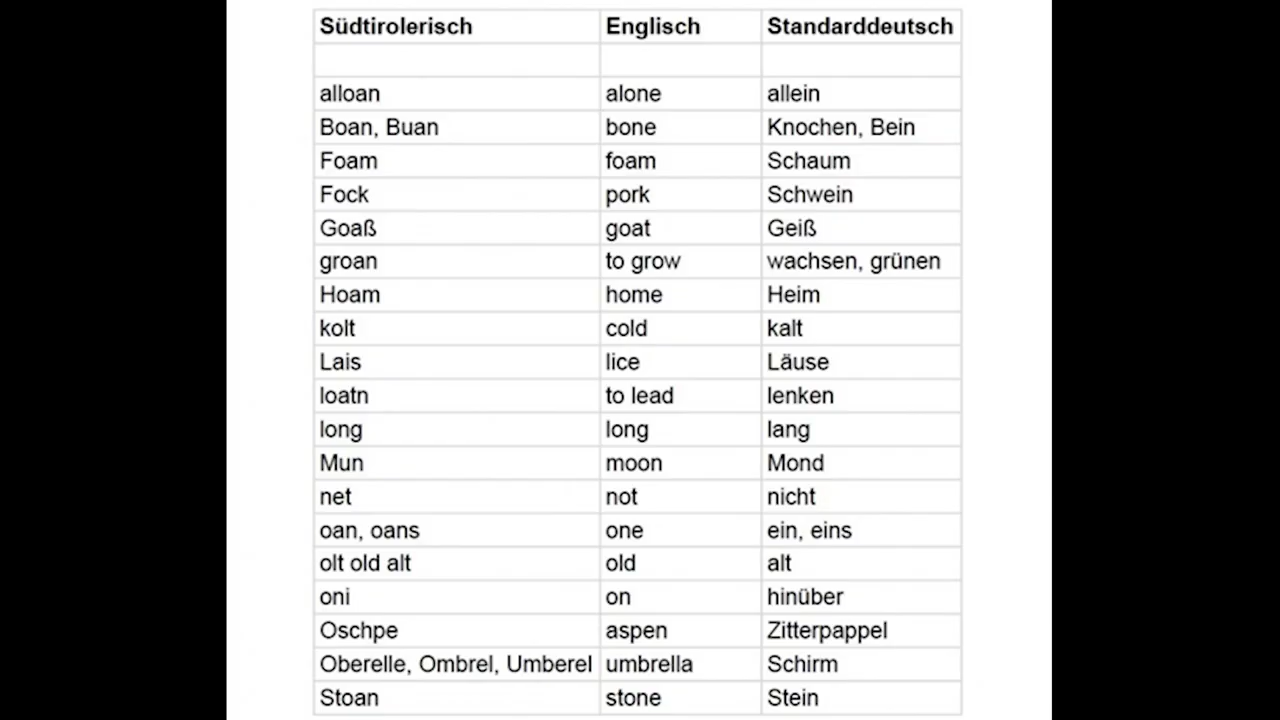 Südtirolerisch Englisch Standarddeutsch
alloan alone allein
Boan, Buan bone Knochen, Bein
Foam foam Schaum
Fock pork Schwein
Goaß goat Geiß
groan to grow wachsen, grünen
Hoam home Heim
kolt cold kalt
Lais lice Läuse
loatn to lead lenken
long long lang
Mun moon Mond
net not nicht
oan, oans one ein, eins
olt old alt old alt
oni on hinüber
Oschpe aspen Zitterpappel
Oberelle, Ombrel, Umberel umbrella Schirm
Stoan stone Stein